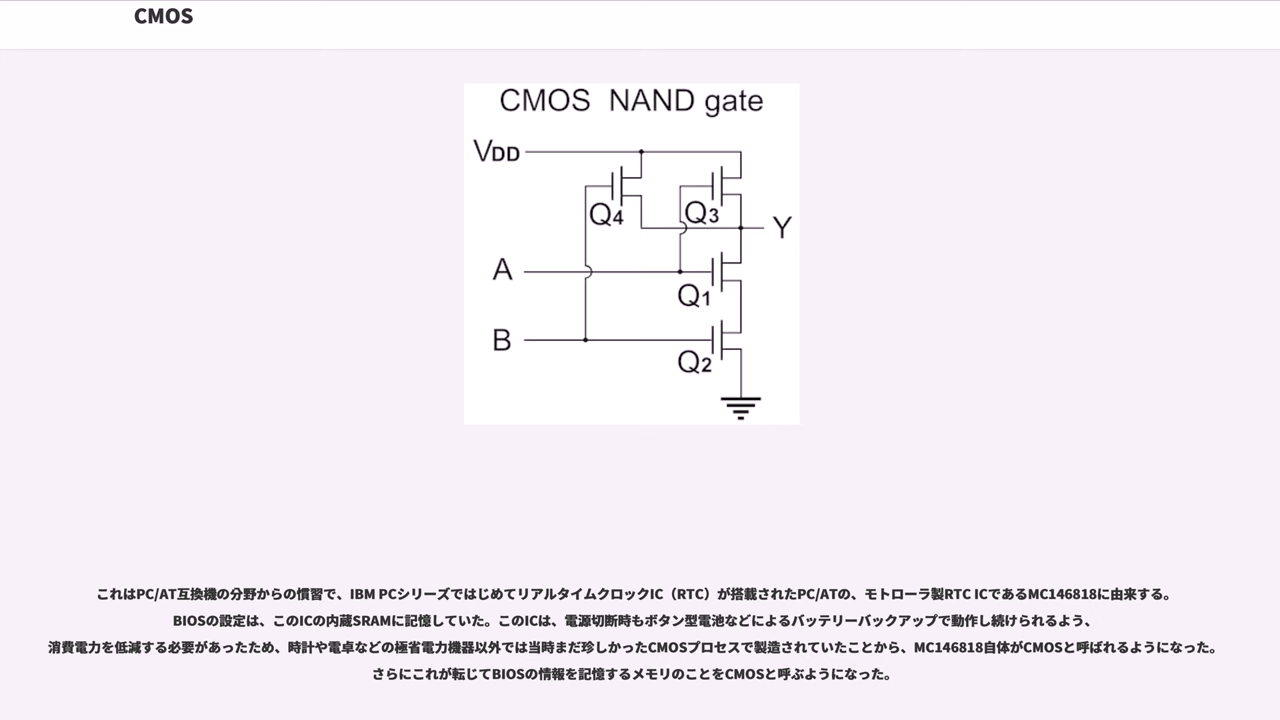 CMOS
CMOS NAND gate
VDD
Q4
Q3
Y
A
Q1
B
Q2
これはPC/AT互換機の分野からの慣習で、IBM PCシリーズではじめてリアルタイムクロックIC（RTC）が搭載されたPC/ATの、モトローラ製RTC ICであるMC146818に由来する。
BIOSの設定は、このICの内蔵SRAMに記憶していた。このICは、電源切断時もボタン型電池などによるバッテリーバックアップで動作し続けられるよう、
消費電力を低減する必要があったため、時計や電卓などの極省電力機器以外では当時まだ珍しかったCMOSプロセスで製造されていたことから、MC146818自体がCMOSと呼ばれるようになった。
さらにこれが転じてBIOSの情報を記憶するメモリのことをCMOSと呼ぶようになった。